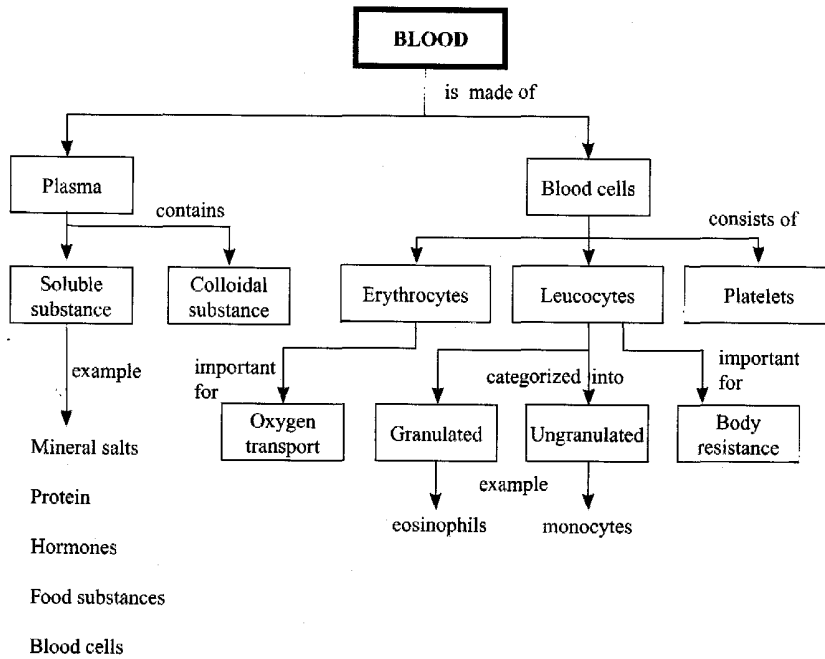 BLOOD
is made of
Plasma
Blood cells
contains
consists of
Soluble
substance
Colloidal
substance
Erythrocytes
Leucocytes
Platelets
example
important
for
categorized into
important
for
Oxygen
transport
Granulated
Ungranulated
Body
resistance
Mineral salts
example
eosinophils
monocytes
Protein
Hormones
Food substances
Blood cells